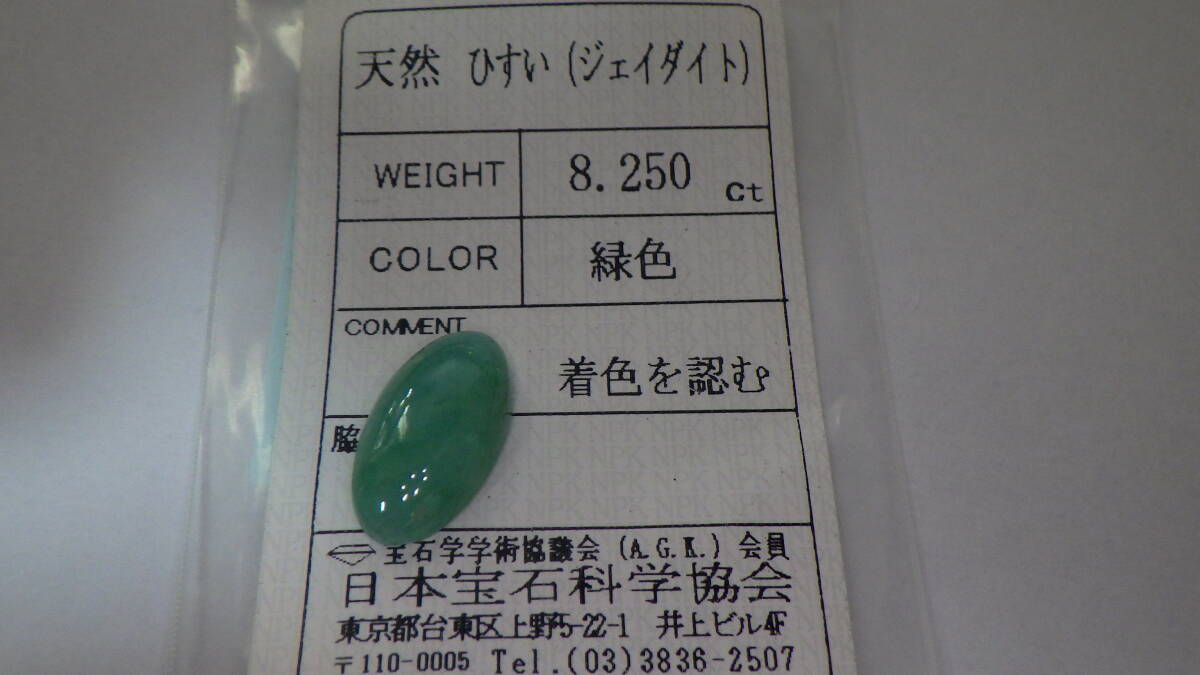 天然 ひすい (ジェイダイト)
WEIGHT 8.250 ct
COLOR 緑色
COMMENT
着色を認む
脇
宝石学学術協議会 (A.G.K.) 会員
日本宝石科学協会
東京都台東区上野5-22-1 井上ビル4F
〒110-0005 Tel.(03)3836-2507